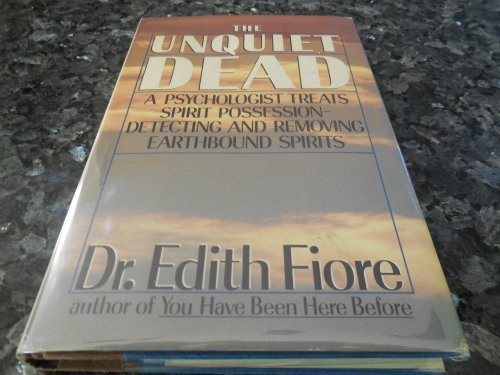 THE
UNQUIET
DEAD
A PSYCHOLOGIST TREATS
SPIRIT POSSESSION–
DETECTING AND REMOVING
EARTHBOUND SPIRITS
Dr. Edith Fiore
author of You Have Been Here Before